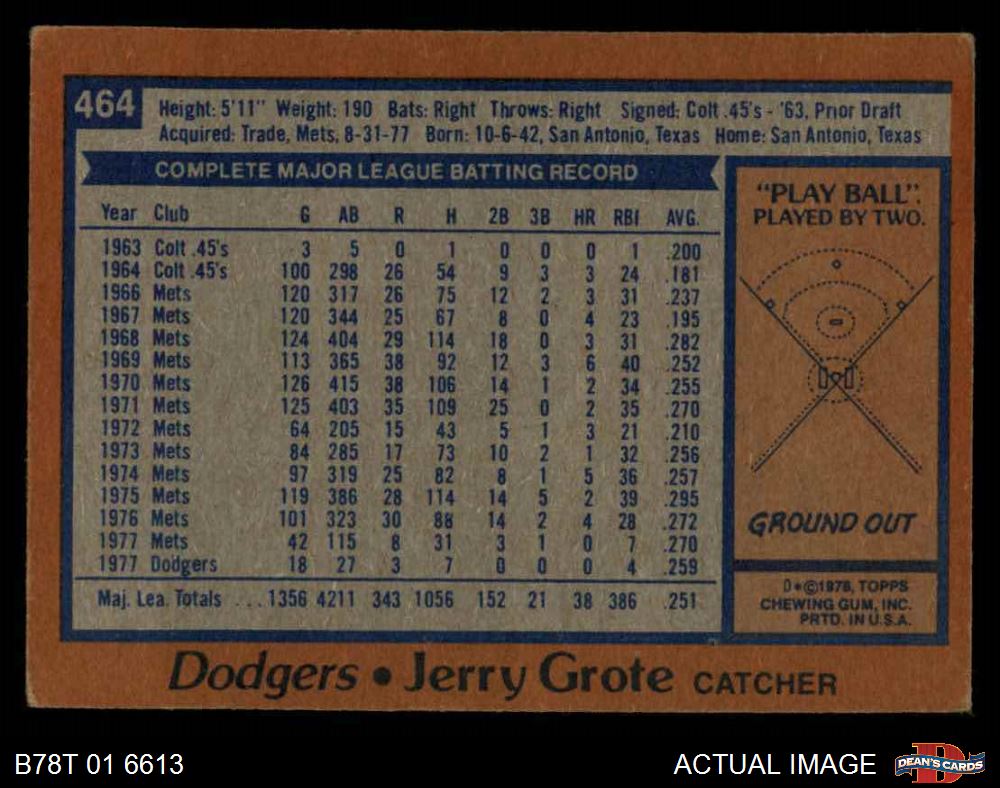 464
Height: 5'11" Weight: 190 Bats: Right Throws: Right Signed: Colt .45's - '63, Prior Draft
Acquired: Trade, Mets, 8-31-77 Born: 10-6-42, San Antonio, Texas Home: San Antonio, Texas
COMPLETE MAJOR LEAGUE BATTING RECORD
Year Club G AB R H 2B 3B HR RBI AVG.
1963 Colt .45's 3 5 0 1 0 0 0 1 .200
1964 Colt .45's 100 298 26 54 9 3 3 24 .181
1966 Mets 120 317 26 75 12 2 3 31 .237
1967 Mets 120 344 25 67 8 0 4 23 .195
1968 Mets 124 404 29 114 18 0 3 31 .282
1969 Mets 113 365 38 92 12 3 6 40 .252
1970 Mets 126 415 38 106 14 1 2 34 .255
1971 Mets 125 403 35 109 25 0 2 35 .270
1972 Mets 64 205 15 43 5 1 3 21 .210
1973 Mets 84 285 17 73 10 2 1 32 .256
1974 Mets 97 319 25 82 8 1 5 36 .257
1975 Mets 119 386 28 114 14 5 2 39 .295
1976 Mets 101 323 30 88 14 2 4 28 .272
1977 Mets 42 115 8 31 3 1 0 7 .270
1977 Dodgers 18 27 3 7 0 0 0 4 .259
Maj. Lea. Totals ... 1356 4211 343 1056 152 21 38 386 .251
"PLAY BALL".
PLAYED BY TWO.
GROUND OUT
D*©1978, TOPPS
CHEWING GUM, INC.
PRTD. IN U.S.A.
Dodgers • Jerry Grote CATCHER
B78T 01 6613
ACTUAL IMAGE
DEAN'S CARDS